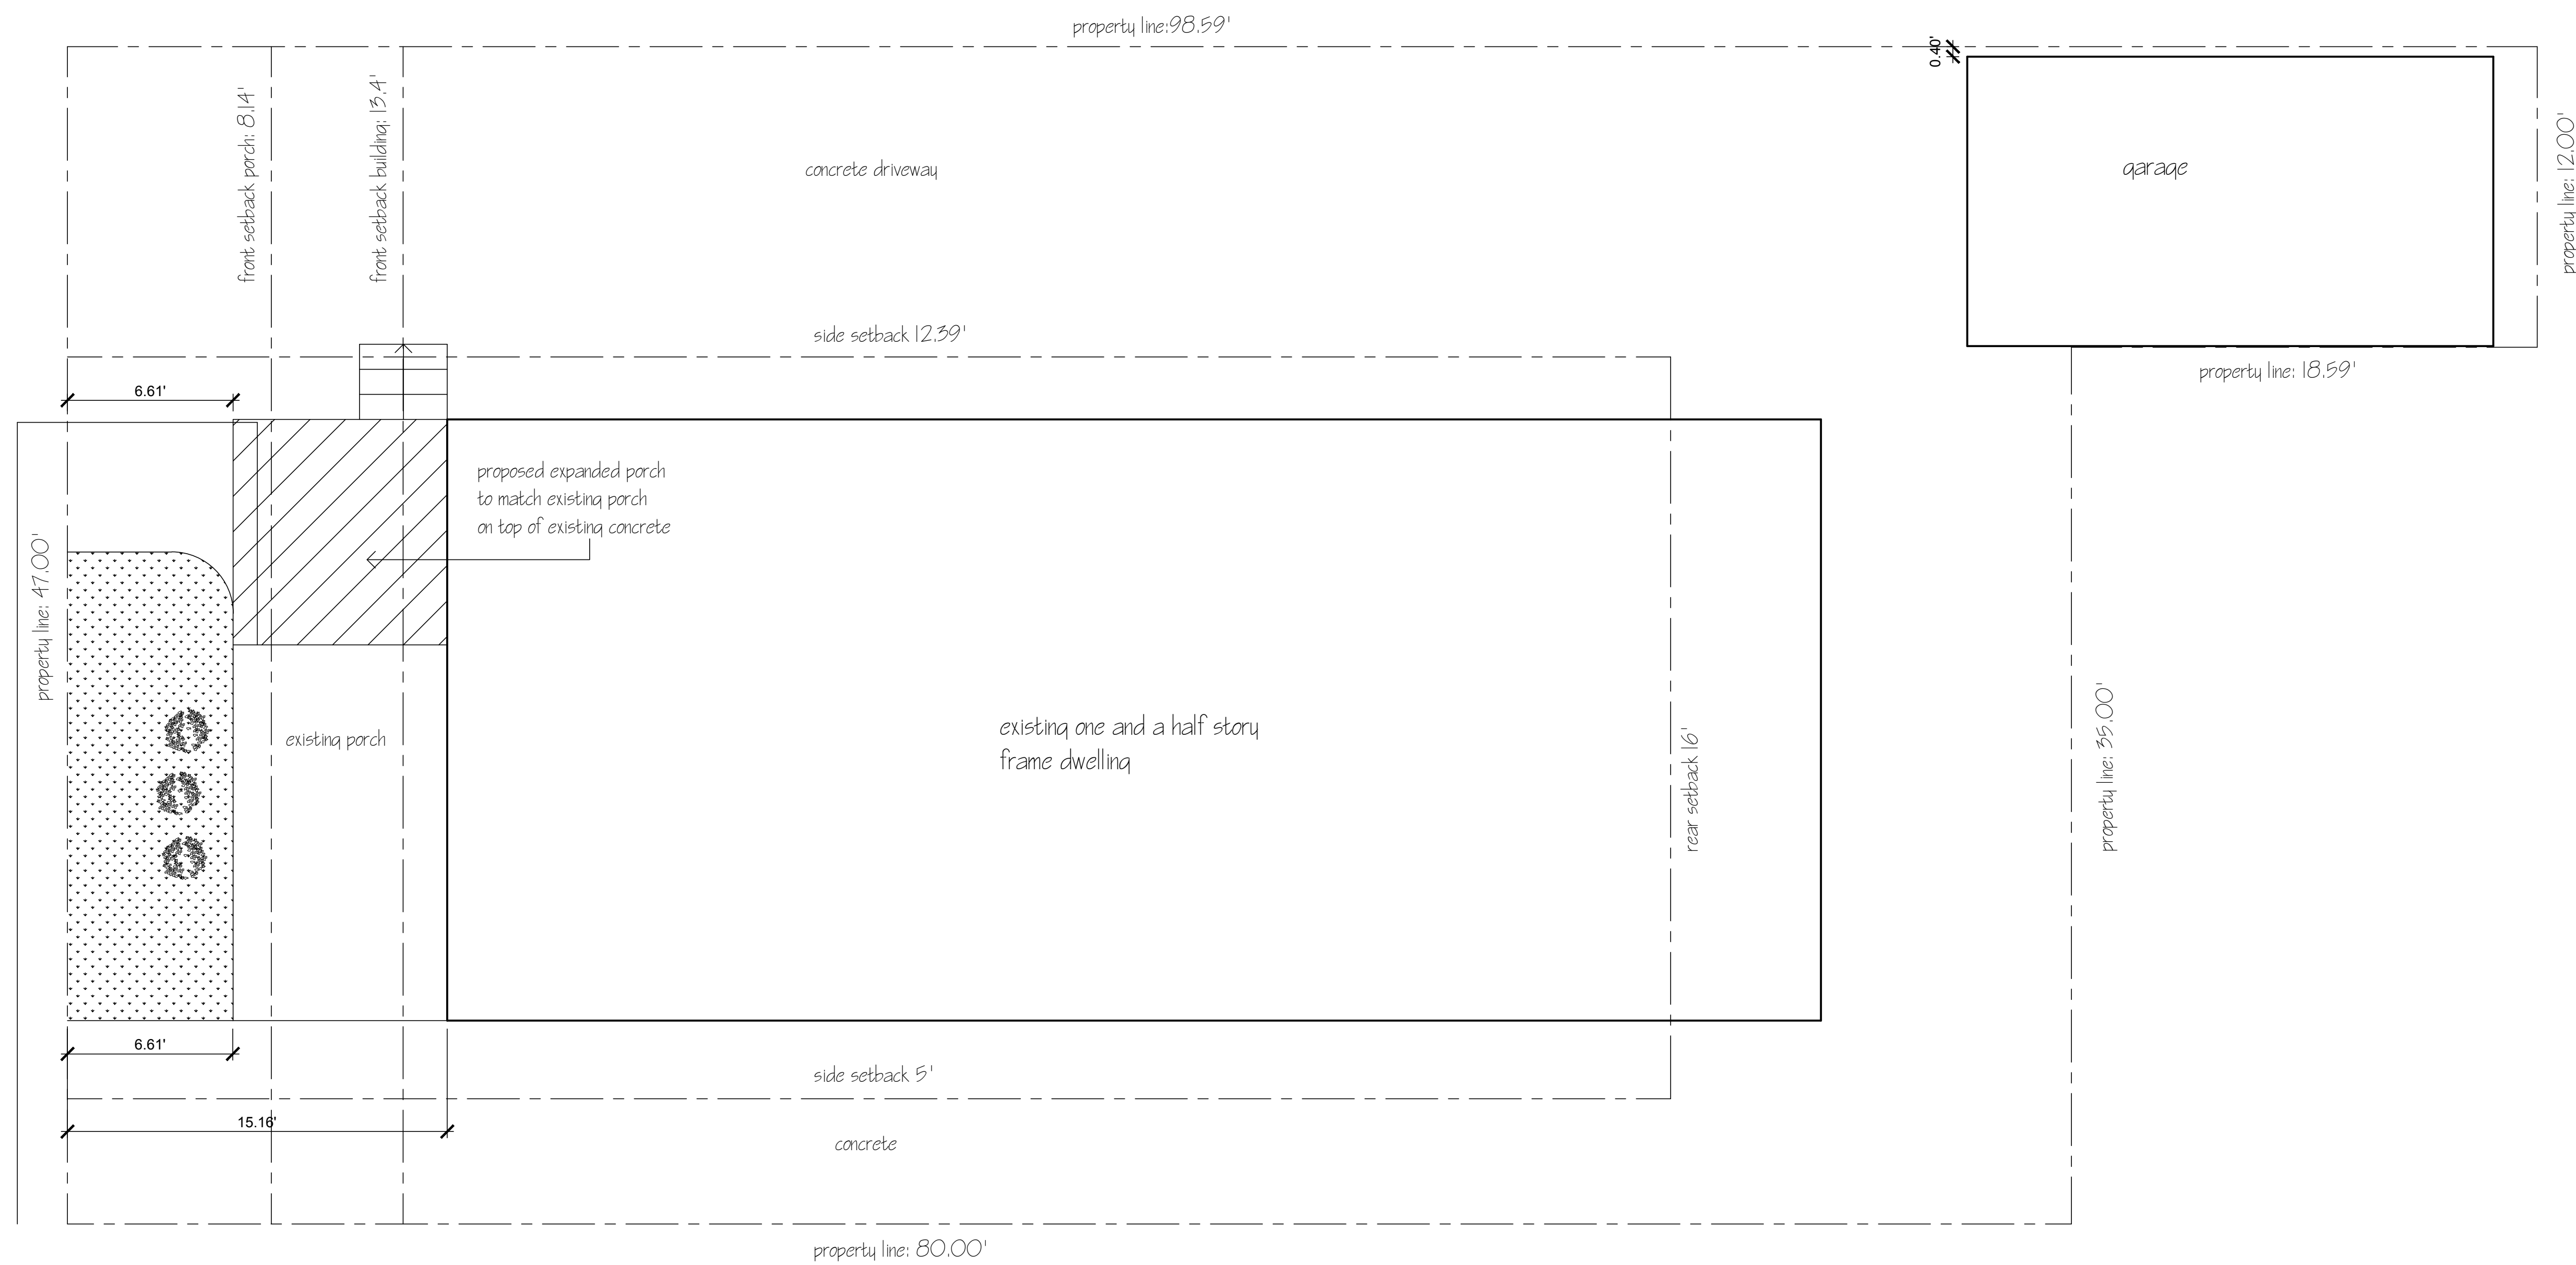 property line:98.59'
0.40'
front setback porch: 8.14'
front setback building: 13.4'
concrete driveway
garage
property line: 12.00'
side setback 12.39'
property line: 18.59'
6.61'
proposed expanded porch
to match existing porch
on top of existing concrete
property line: 47.00'
existing porch
existing one and a half story
frame dwelling
rear setback 16'
property line: 35.00'
6.61'
side setback 5'
15.16'
concrete
property line: 80.00'